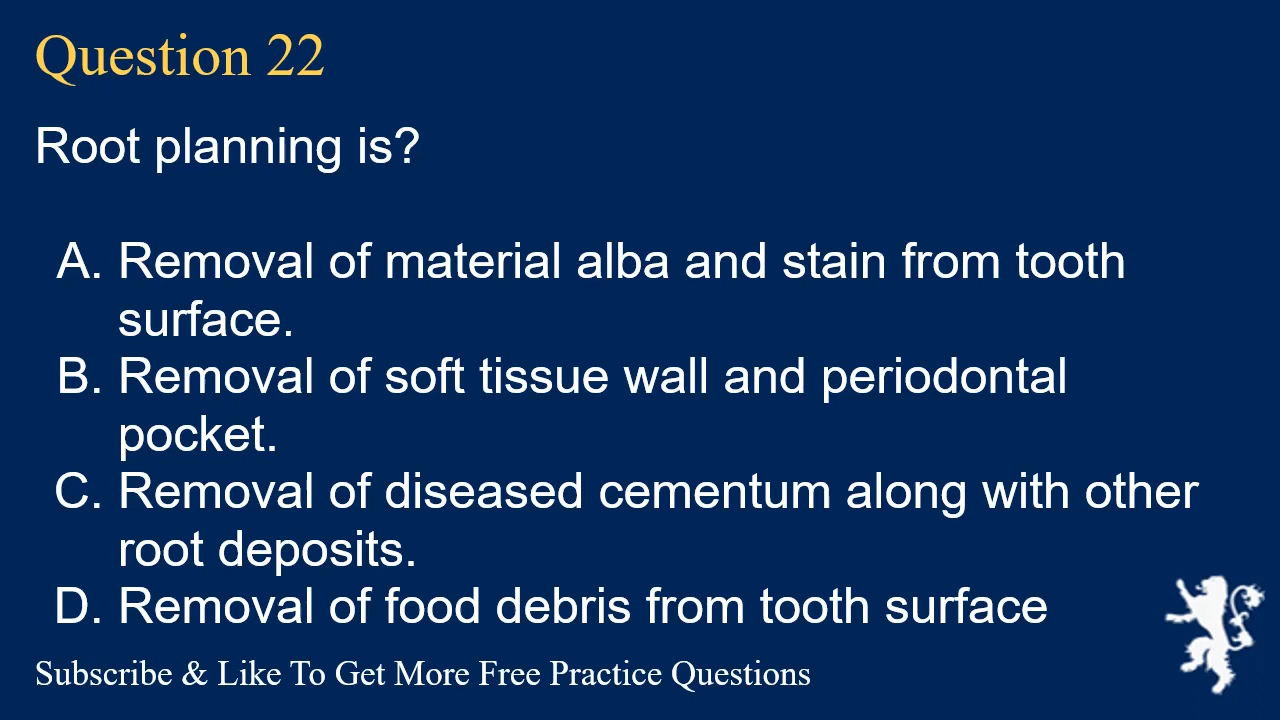 Question 22
Root planning is?
A. Removal of material alba and stain from tooth
surface.
B. Removal of soft tissue wall and periodontal
pocket.
C. Removal of diseased cementum along with other
root deposits.
D. Removal of food debris from tooth surface
Subscribe & Like To Get More Free Practice Questions